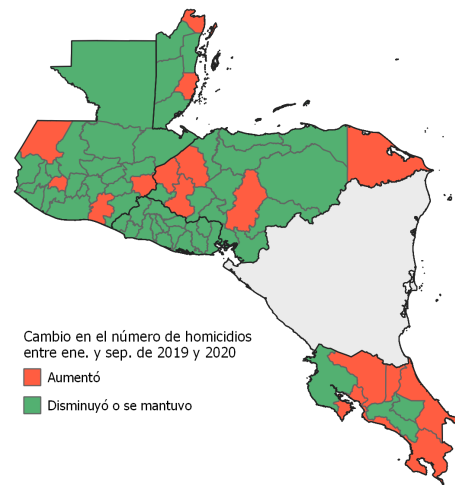 Cambio en el número de homicidios
entre ene. y sep. de 2019 y 2020
Aumentó
Disminuyó o se mantuvo